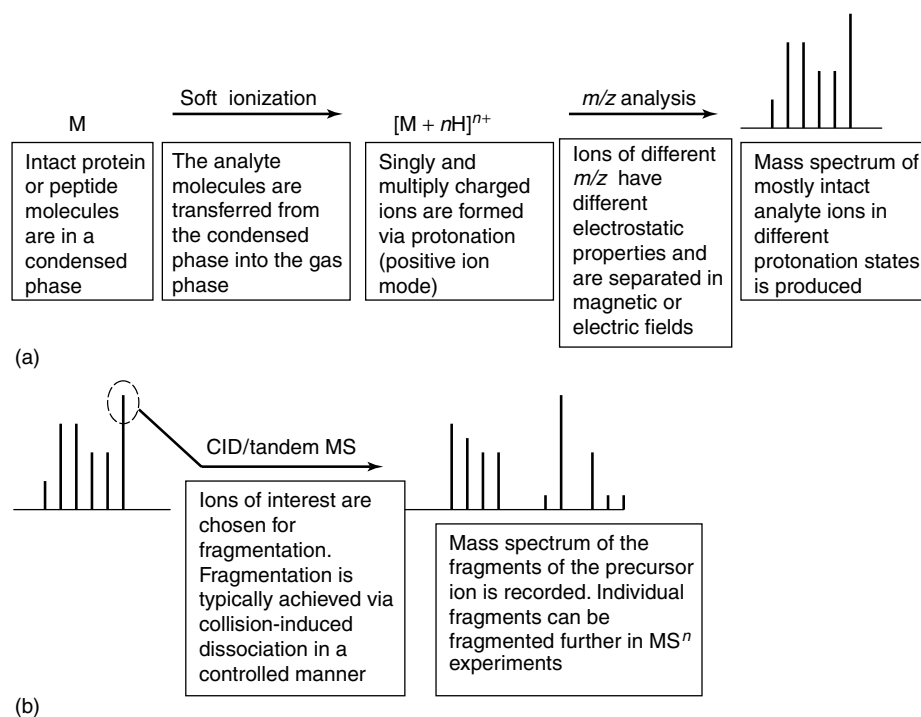 Soft ionization
m/z analysis
M
[M + nH]ⁿ⁺
Intact protein
or peptide
molecules
are in a
condensed
phase
The analyte
molecules are
transferred from
the condensed
phase into the gas
phase
Singly and
multiply charged
ions are formed
via protonation
(positive ion
mode)
Ions of different
m/z have
different
electrostatic
properties and
are separated in
magnetic or
electric fields
Mass spectrum of
mostly intact
analyte ions in
different
protonation states
is produced
(a)
CID/tandem MS
Ions of interest are
chosen for
fragmentation.
Fragmentation is
typically achieved via
collision-induced
dissociation in a
controlled manner
Mass spectrum of the
fragments of the precursor
ion is recorded. Individual
fragments can be
fragmented further in MSⁿ
experiments
(b)